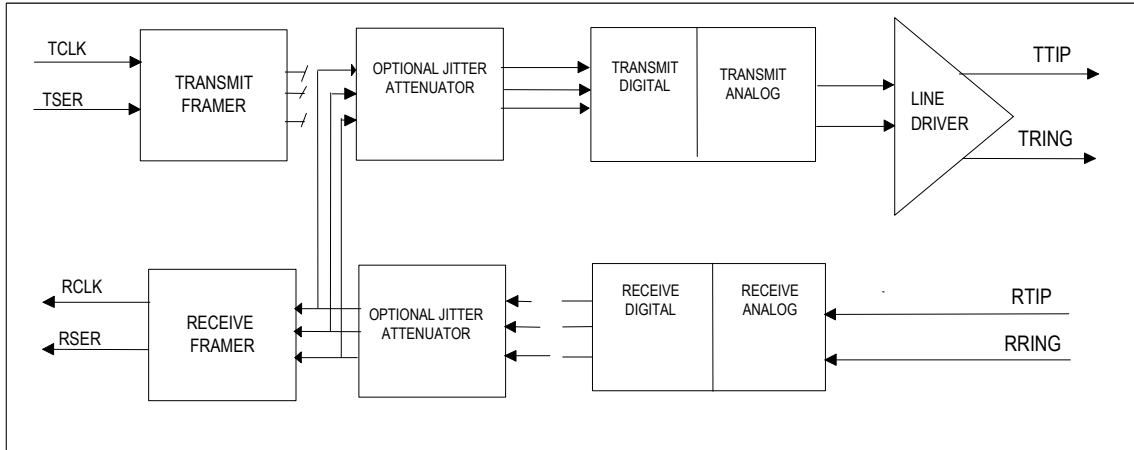 TCLK
TSER
TRANSMIT
FRAMER
OPTIONAL JITTER
ATTENUATOR
TRANSMIT
DIGITAL
TRANSMIT
ANALOG
LINE
DRIVER
TTIP
TRING
RCLK
RSER
RECEIVE
FRAMER
OPTIONAL JITTER
ATTENUATOR
RECEIVE
DIGITAL
RECEIVE
ANALOG
RTIP
RRING